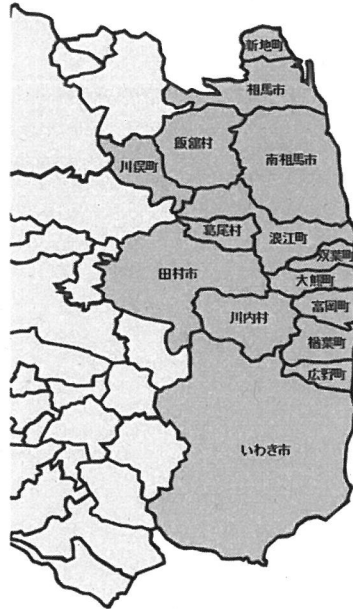 新地町
相馬市
飯舘村
川俣町
南相馬市
葛尾村
浪江町
双葉町
田村市
大熊町
川内村
富岡町
楢葉町
広野町
いわき市